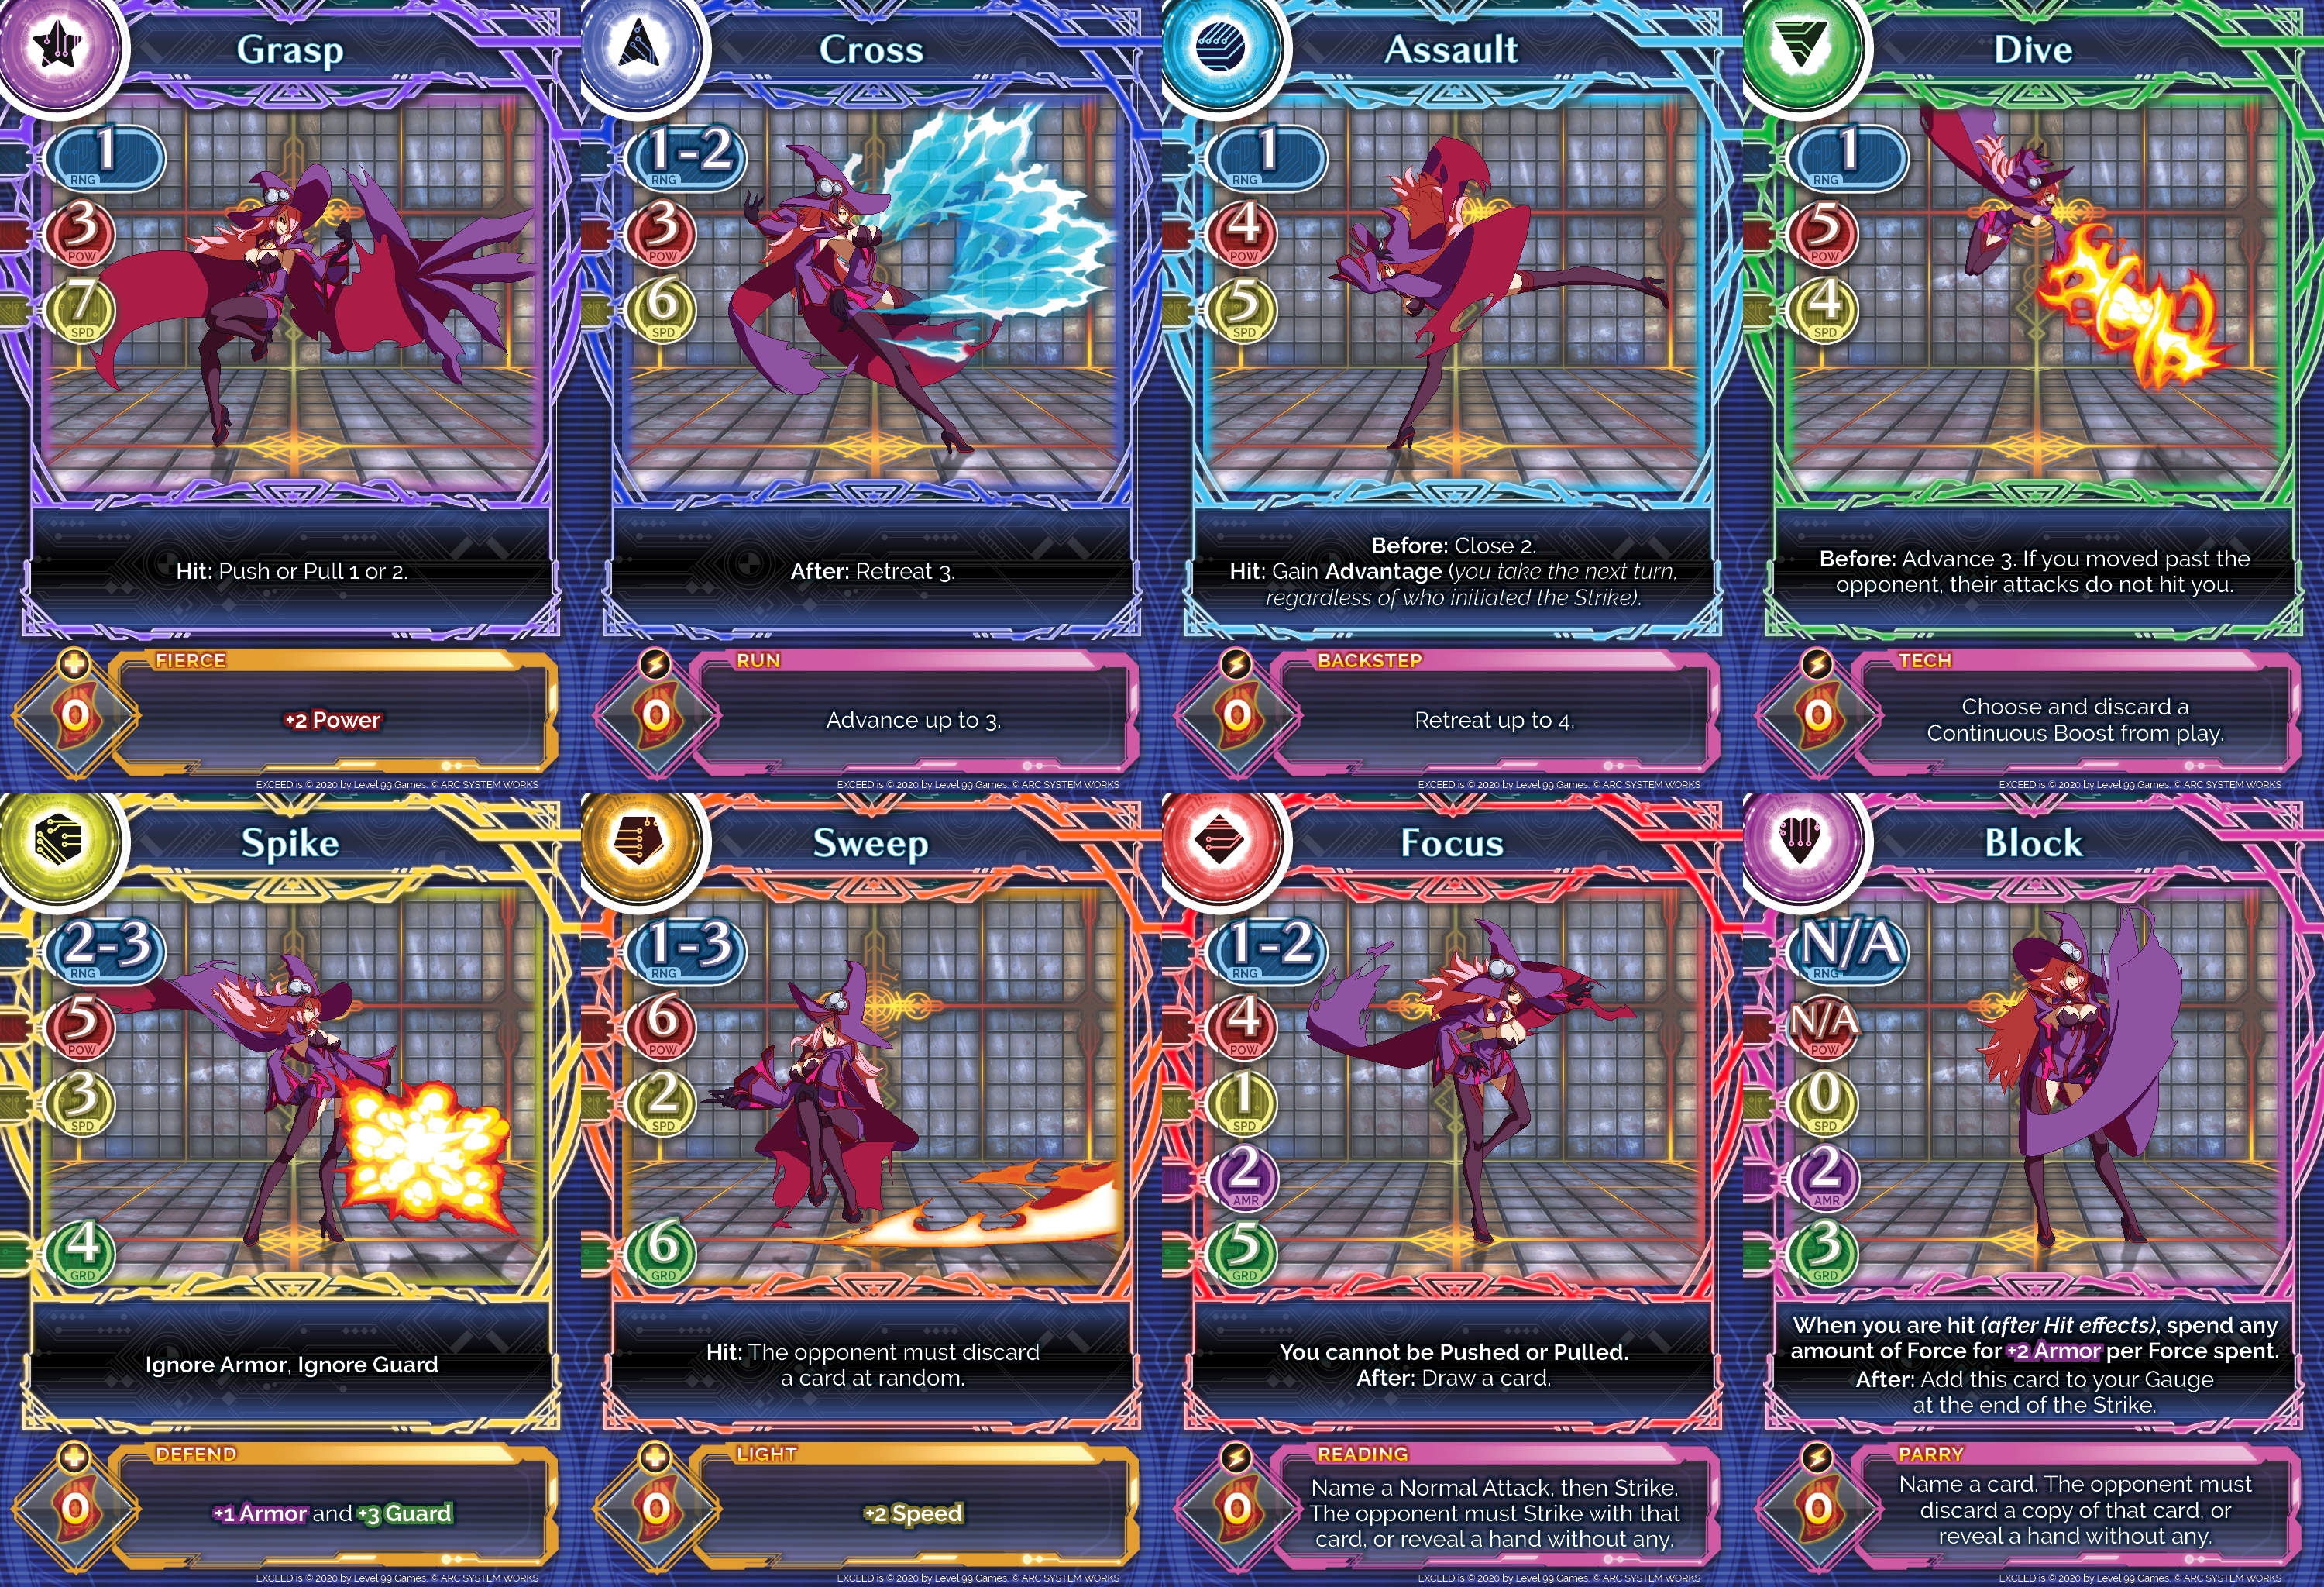 Grasp
1
RNG
3
POW
7
SPD
Hit: Push or Pull 1 or 2.
FIERCE
0
+2 Power
EXCEED is © 2020 by Level 99 Games. © ARC SYSTEM WORKS
Cross
1-2
RNG
3
POW
6
SPD
After: Retreat 3.
RUN
0
Advance up to 3.
EXCEED is © 2020 by Level 99 Games. © ARC SYSTEM WORKS
Assault
1
RNG
4
POW
5
SPD
Before: Close 2.
Hit: Gain Advantage (you take the next turn,
regardless of who initiated the Strike).
BACKSTEP
0
Retreat up to 4.
EXCEED is © 2020 by Level 99 Games. © ARC SYSTEM WORKS
Dive
1
RNG
5
POW
4
SPD
Before: Advance 3. If you moved past the
opponent, their attacks do not hit you.
TECH
0
Choose and discard a
Continuous Boost from play.
EXCEED is © 2020 by Level 99 Games. © ARC SYSTEM WORKS
Spike
2-3
RNG
5
POW
3
SPD
4
GRD
Ignore Armor, Ignore Guard
DEFEND
0
+1 Armor and +3 Guard
EXCEED is © 2020 by Level 99 Games. © ARC SYSTEM WORKS
Sweep
1-3
RNG
6
POW
2
SPD
6
GRD
Hit: The opponent must discard
a card at random.
LIGHT
0
+2 Speed
EXCEED is © 2020 by Level 99 Games. © ARC SYSTEM WORKS
Focus
1-2
RNG
4
POW
1
SPD
2
AMR
5
GRD
You cannot be Pushed or Pulled.
After: Draw a card.
READING
0
Name a Normal Attack, then Strike.
The opponent must Strike with that
card, or reveal a hand without any.
EXCEED is © 2020 by Level 99 Games. © ARC SYSTEM WORKS
Block
N/A
RNG
N/A
POW
0
SPD
2
AMR
3
GRD
When you are hit (after Hit effects), spend any
amount of Force for +2 Armor per Force spent.
After: Add this card to your Gauge
at the end of the Strike.
PARRY
0
Name a card. The opponent must
discard a copy of that card, or
reveal a hand without any.
EXCEED is © 2020 by Level 99 Games. © ARC SYSTEM WORKS